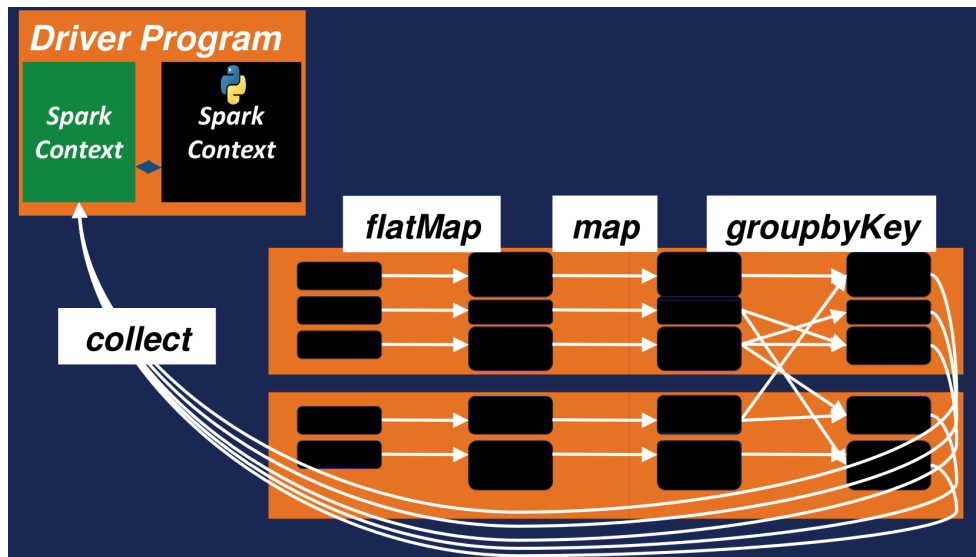 Driver Program
Spark
Context
Spark
Context
flatMap
map
groupbyKey
collect